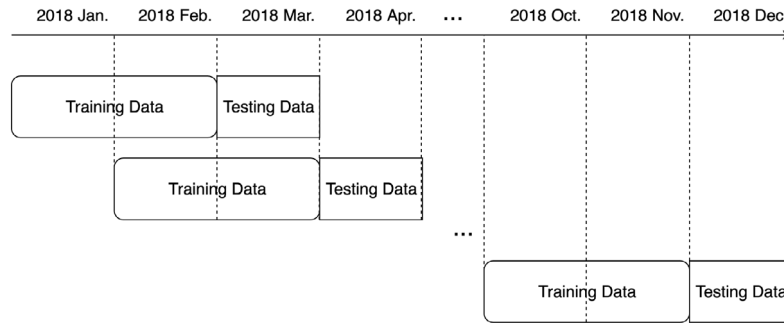 2018 Jan. 2018 Feb. 2018 Mar. 2018 Apr. ... 2018 Oct. 2018 Nov. 2018 Dec
Training Data Testing Data
Training Data Testing Data
...
Training Data Testing Data